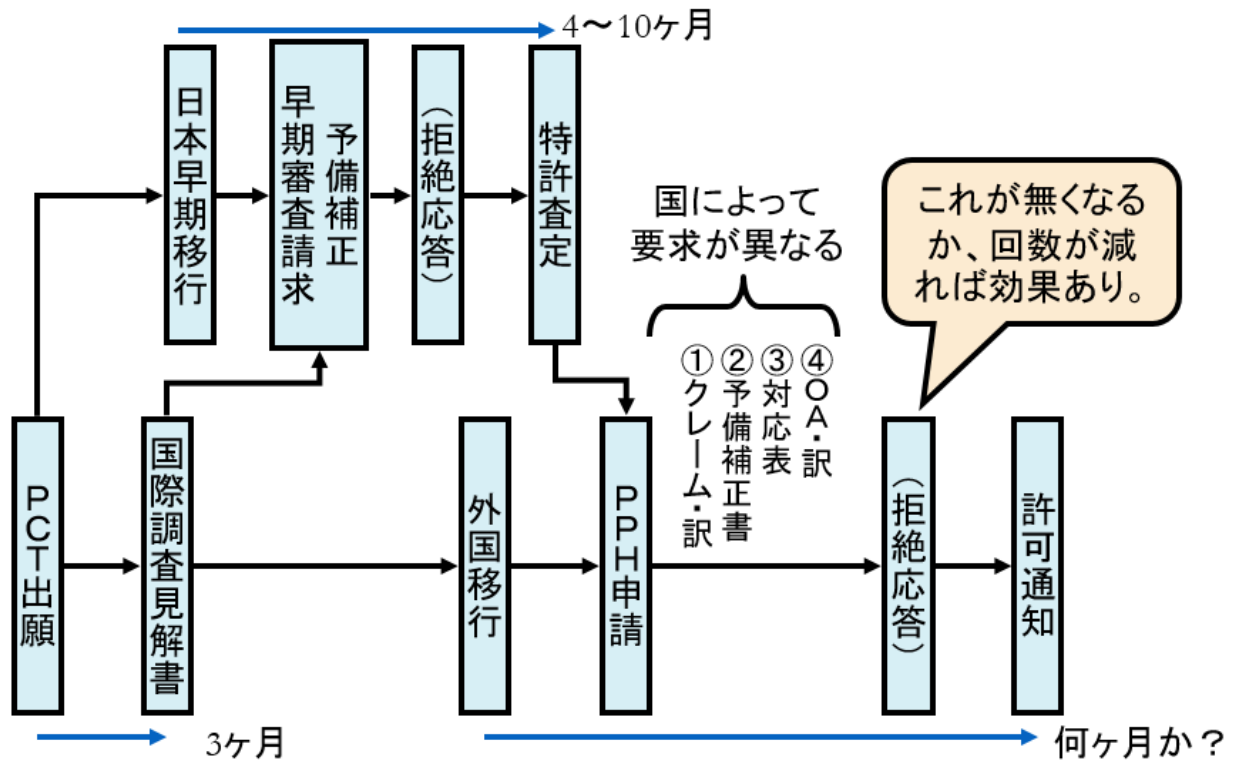 4～10ヶ月
日本早期移行
早期審査請求
予備補正
（拒絶応答）
特許査定
国によって
要求が異なる
これが無くなる
か、回数が減
れば効果あり。
①クレーム・訳
②予備補正書
③対応表
④OA・訳
PCT出願
国際調査見解書
外国移行
PPH申請
（拒絶応答）
許可通知
3ヶ月
何ヶ月か？